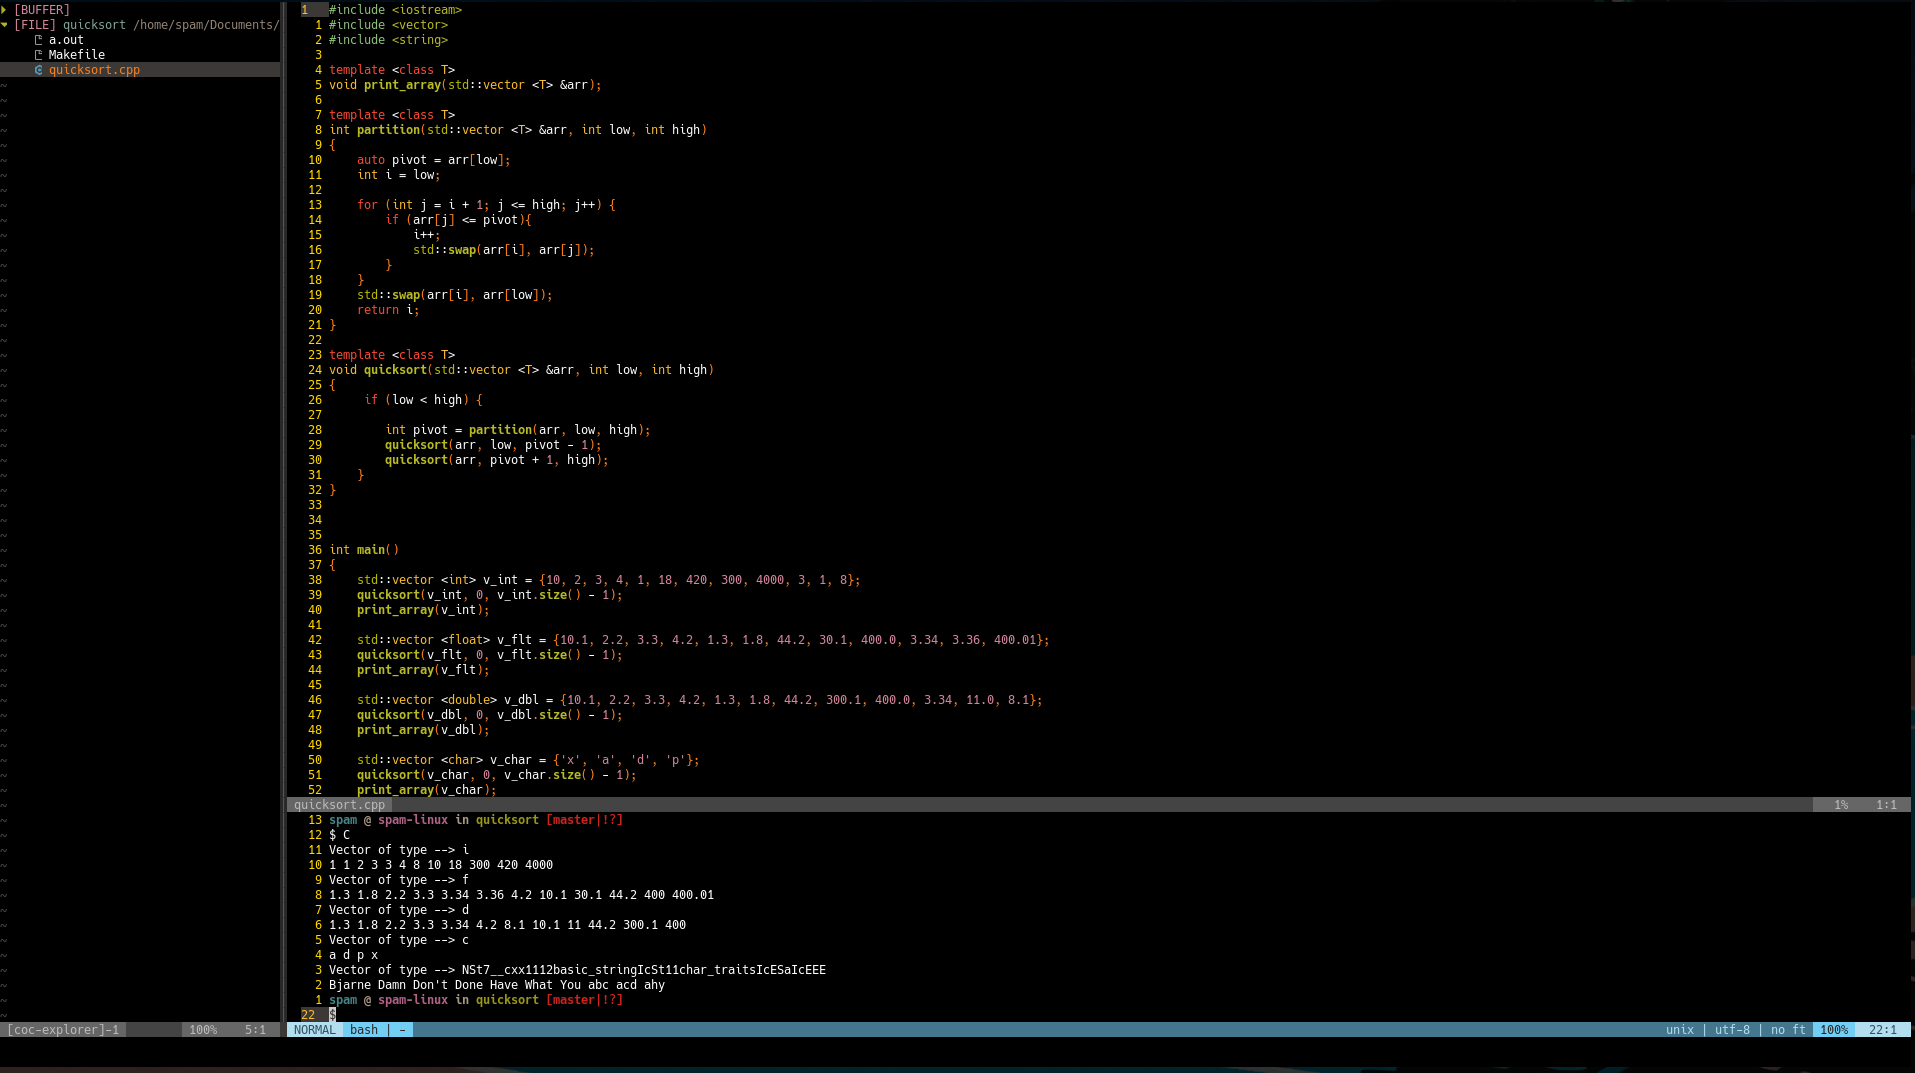 [BUFFER]
[FILE] quicksort /home/spam/Documents/
a.out
Makefile
quicksort.cpp
[coc-explorer]-1 100% 5:1
1 #include <iostream>
1 #include <vector>
2 #include <string>
3
4 template <class T>
5 void print_array(std::vector <T> &arr);
6
7 template <class T>
8 int partition(std::vector <T> &arr, int low, int high)
9 {
10     auto pivot = arr[low];
11     int i = low;
12
13     for (int j = i + 1; j <= high; j++) {
14         if (arr[j] <= pivot){
15             i++;
16             std::swap(arr[i], arr[j]);
17         }
18     }
19     std::swap(arr[i], arr[low]);
20     return i;
21 }
22
23 template <class T>
24 void quicksort(std::vector <T> &arr, int low, int high)
25 {
26      if (low < high) {
27
28         int pivot = partition(arr, low, high);
29         quicksort(arr, low, pivot - 1);
30         quicksort(arr, pivot + 1, high);
31     }
32 }
33
34
35
36 int main()
37 {
38     std::vector <int> v_int = {10, 2, 3, 4, 1, 18, 420, 300, 4000, 3, 1, 8};
39     quicksort(v_int, 0, v_int.size() - 1);
40     print_array(v_int);
41
42     std::vector <float> v_flt = {10.1, 2.2, 3.3, 4.2, 1.3, 1.8, 44.2, 30.1, 400.0, 3.34, 3.36, 400.01};
43     quicksort(v_flt, 0, v_flt.size() - 1);
44     print_array(v_flt);
45
46     std::vector <double> v_dbl = {10.1, 2.2, 3.3, 4.2, 1.3, 1.8, 44.2, 300.1, 400.0, 3.34, 11.0, 8.1};
47     quicksort(v_dbl, 0, v_dbl.size() - 1);
48     print_array(v_dbl);
49
50     std::vector <char> v_char = {'x', 'a', 'd', 'p'};
51     quicksort(v_char, 0, v_char.size() - 1);
52     print_array(v_char);
quicksort.cpp 1% 1:1
13 spam @ spam-linux in quicksort [master|!?]
12 $ C
11 Vector of type --> i
10 1 1 2 3 3 4 8 10 18 300 420 4000
9 Vector of type --> f
8 1.3 1.8 2.2 3.3 3.34 3.36 4.2 10.1 30.1 44.2 400 400.01
7 Vector of type --> d
6 1.3 1.8 2.2 3.3 3.34 4.2 8.1 10.1 11 44.2 300.1 400
5 Vector of type --> c
4 a d p x
3 Vector of type --> NSt7__cxx1112basic_stringIcSt11char_traitsIcESaIcEEE
2 Bjarne Damn Don't Done Have What You abc acd ahy
1 spam @ spam-linux in quicksort [master|!?]
22 $
NORMAL bash | - unix | utf-8 | no ft 100% 22:1